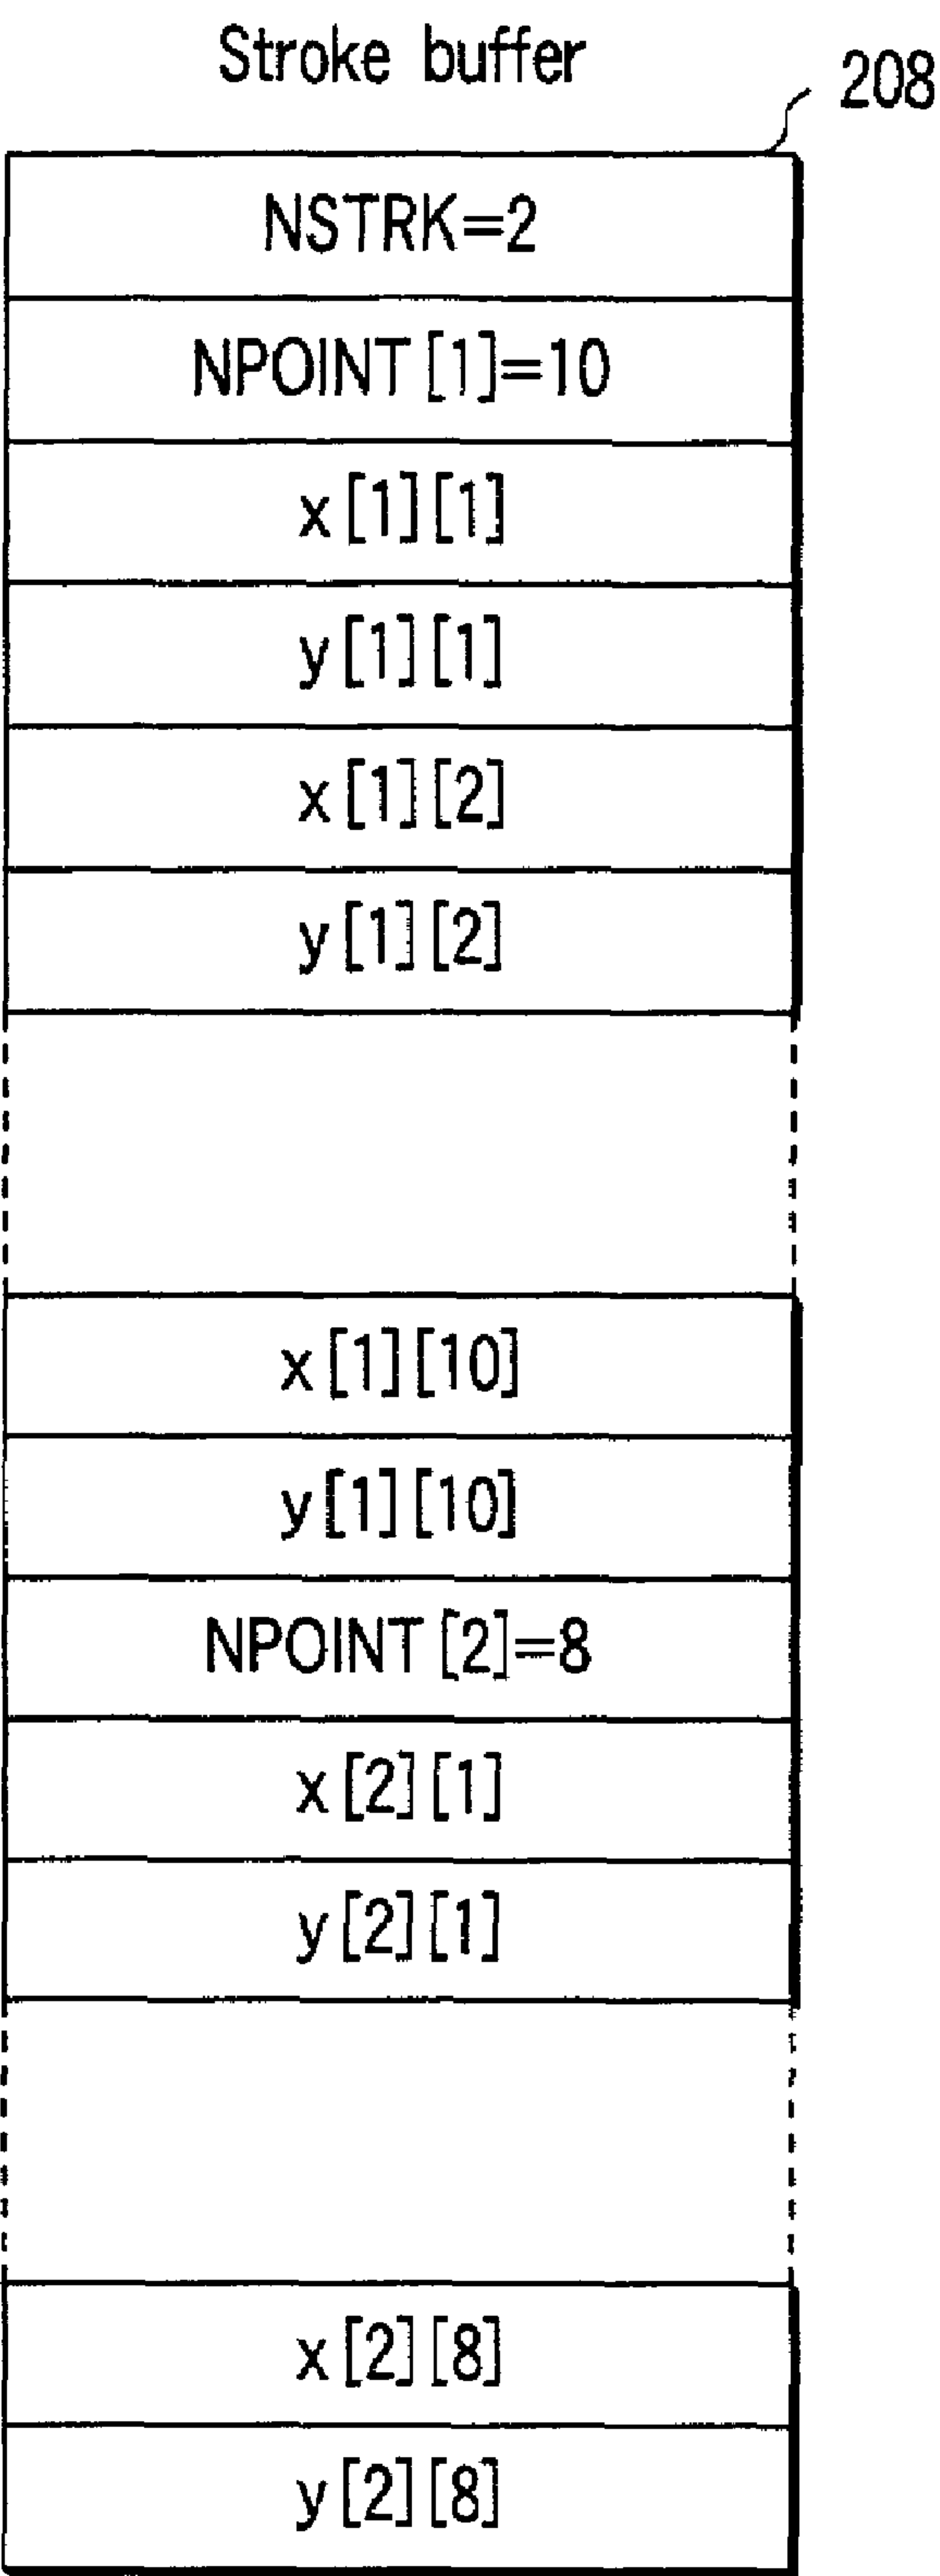 Stroke buffer
208
NSTRK=2
NPOINT[1]=10
x[1][1]
y[1][1]
x[1][2]
y[1][2]
x[1][10]
y[1][10]
NPOINT[2]=8
x[2][1]
y[2][1]
x[2][8]
y[2][8]